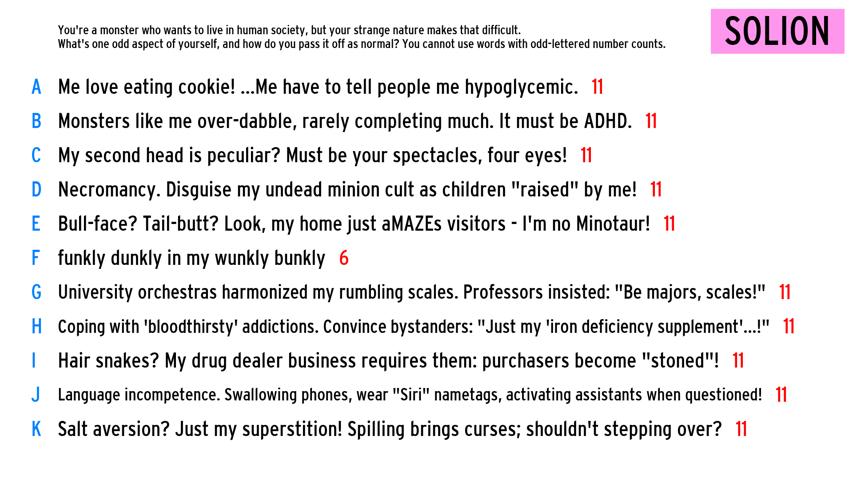 You're a monster who wants to live in human society, but your strange nature makes that difficult.
What's one odd aspect of yourself, and how do you pass it off as normal? You cannot use words with odd-lettered number counts.
SOLION
A Me love eating cookie! ...Me have to tell people me hypoglycemic. 11
B Monsters like me over-dabble, rarely completing much. It must be ADHD. 11
C My second head is peculiar? Must be your spectacles, four eyes! 11
D Necromancy. Disguise my undead minion cult as children "raised" by me! 11
E Bull-face? Tail-butt? Look, my home just aMAZEs visitors - I'm no Minotaur! 11
F funkly dunkly in my wunkly bunkly 6
G University orchestras harmonized my rumbling scales. Professors insisted: "Be majors, scales!" 11
H Coping with 'bloodthirsty' addictions. Convince bystanders: "Just my 'iron deficiency supplement'...!" 11
I Hair snakes? My drug dealer business requires them: purchasers become "stoned"! 11
J Language incompetence. Swallowing phones, wear "Siri" nametags, activating assistants when questioned! 11
K Salt aversion? Just my superstition! Spilling brings curses; shouldn't stepping over? 11